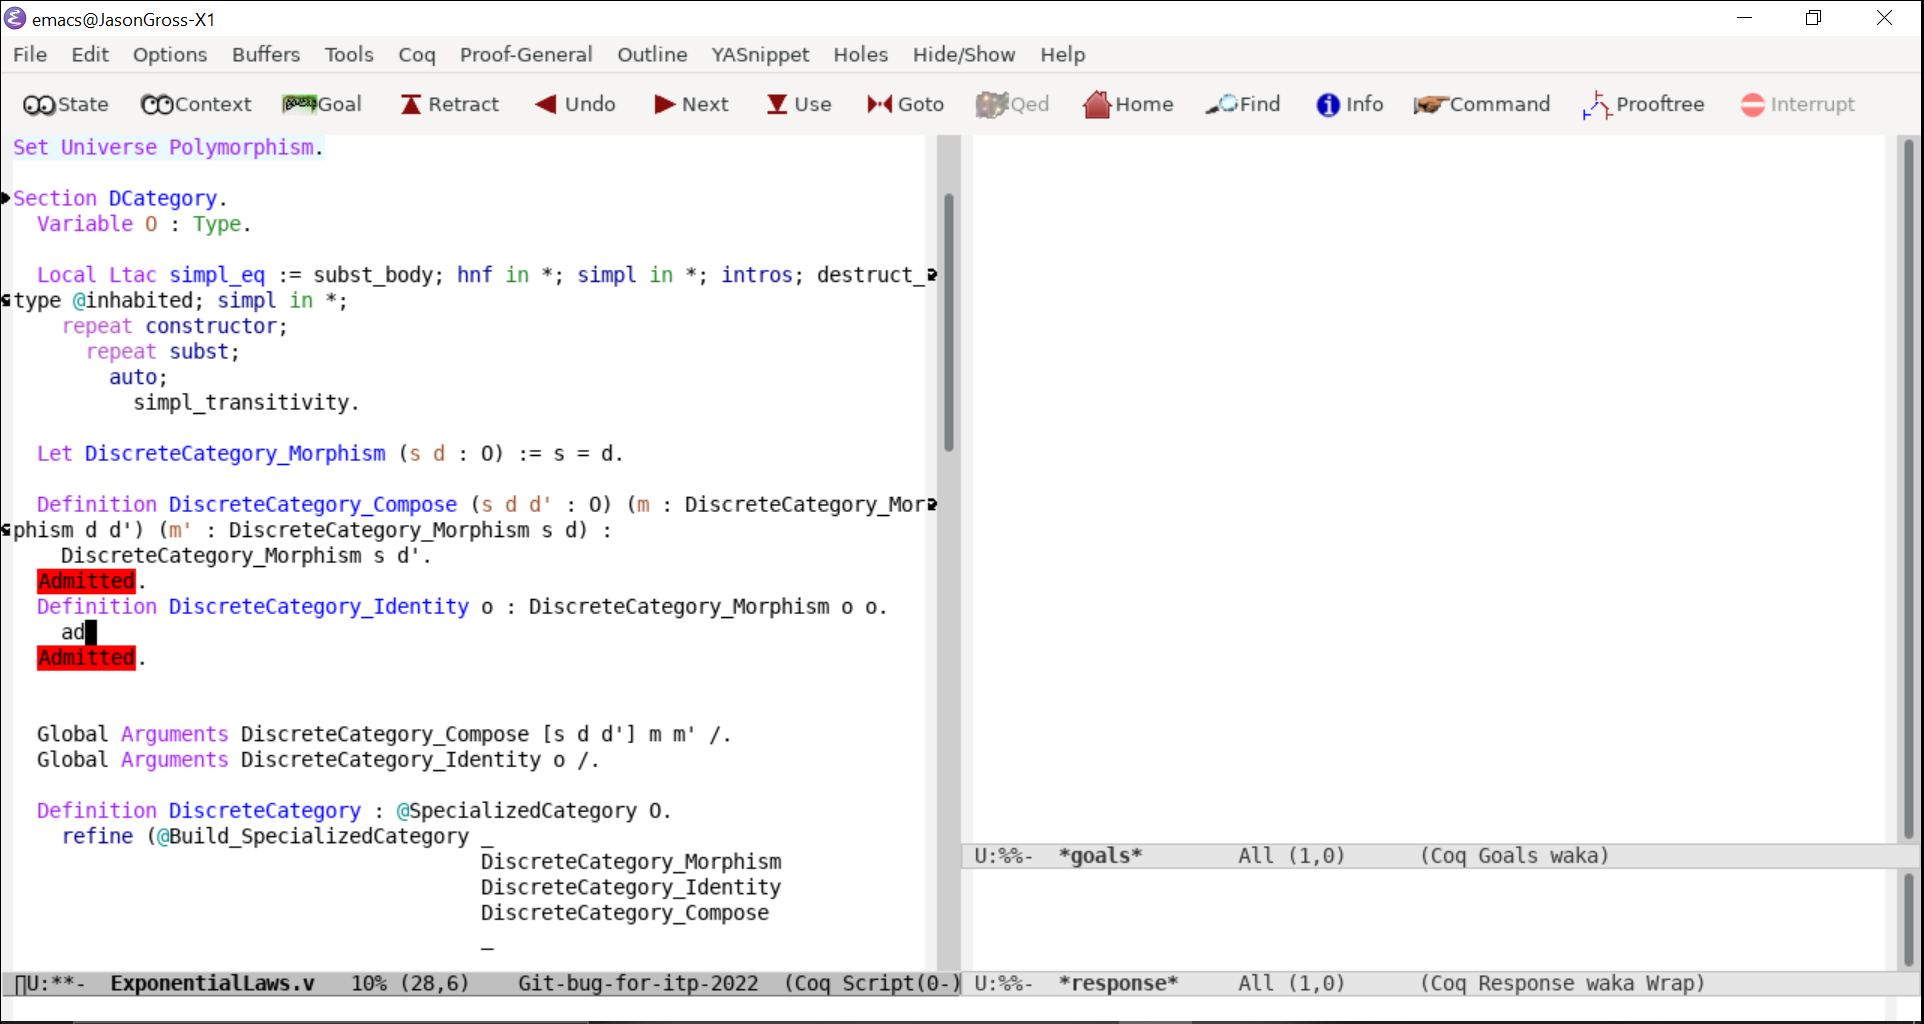 emacs@JasonGross-X1
File Edit Options Buffers Tools Coq Proof-General Outline YASnippet Holes Hide/Show Help
State Context Goal Retract Undo Next Use Goto Qed Home Find Info Command Prooftree Interrupt
Set Universe Polymorphism.
Section DCategory.
Variable O : Type.
Local Ltac simpl_eq := subst_body; hnf in *; simpl in *; intros; destruct_
type @inhabited; simpl in *;
repeat constructor;
repeat subst;
auto;
simpl_transitivity.
Let DiscreteCategory_Morphism (s d : O) := s = d.
Definition DiscreteCategory_Compose (s d d' : O) (m : DiscreteCategory_Mor
phism d d') (m' : DiscreteCategory_Morphism s d) :
DiscreteCategory_Morphism s d'.
Admitted.
Definition DiscreteCategory_Identity o : DiscreteCategory_Morphism o o.
ad
Admitted.
Global Arguments DiscreteCategory_Compose [s d d'] m m' /.
Global Arguments DiscreteCategory_Identity o /.
Definition DiscreteCategory : @SpecializedCategory O.
refine (@Build_SpecializedCategory _
DiscreteCategory_Morphism
DiscreteCategory_Identity
DiscreteCategory_Compose
_
U:**- ExponentialLaws.v 10% (28,6) Git-bug-for-itp-2022 (Coq Script(0-)
U:%%- *goals* All (1,0) (Coq Goals waka)
U:%%- *response* All (1,0) (Coq Response waka Wrap)